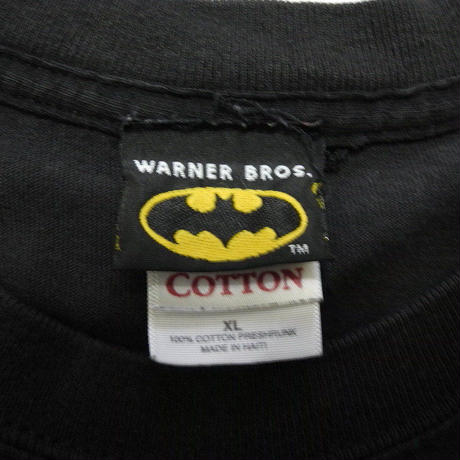 WARNER BROS.
TM
COTTON
XL
100% COTTON PRESHRUNK
MADE IN HAITI